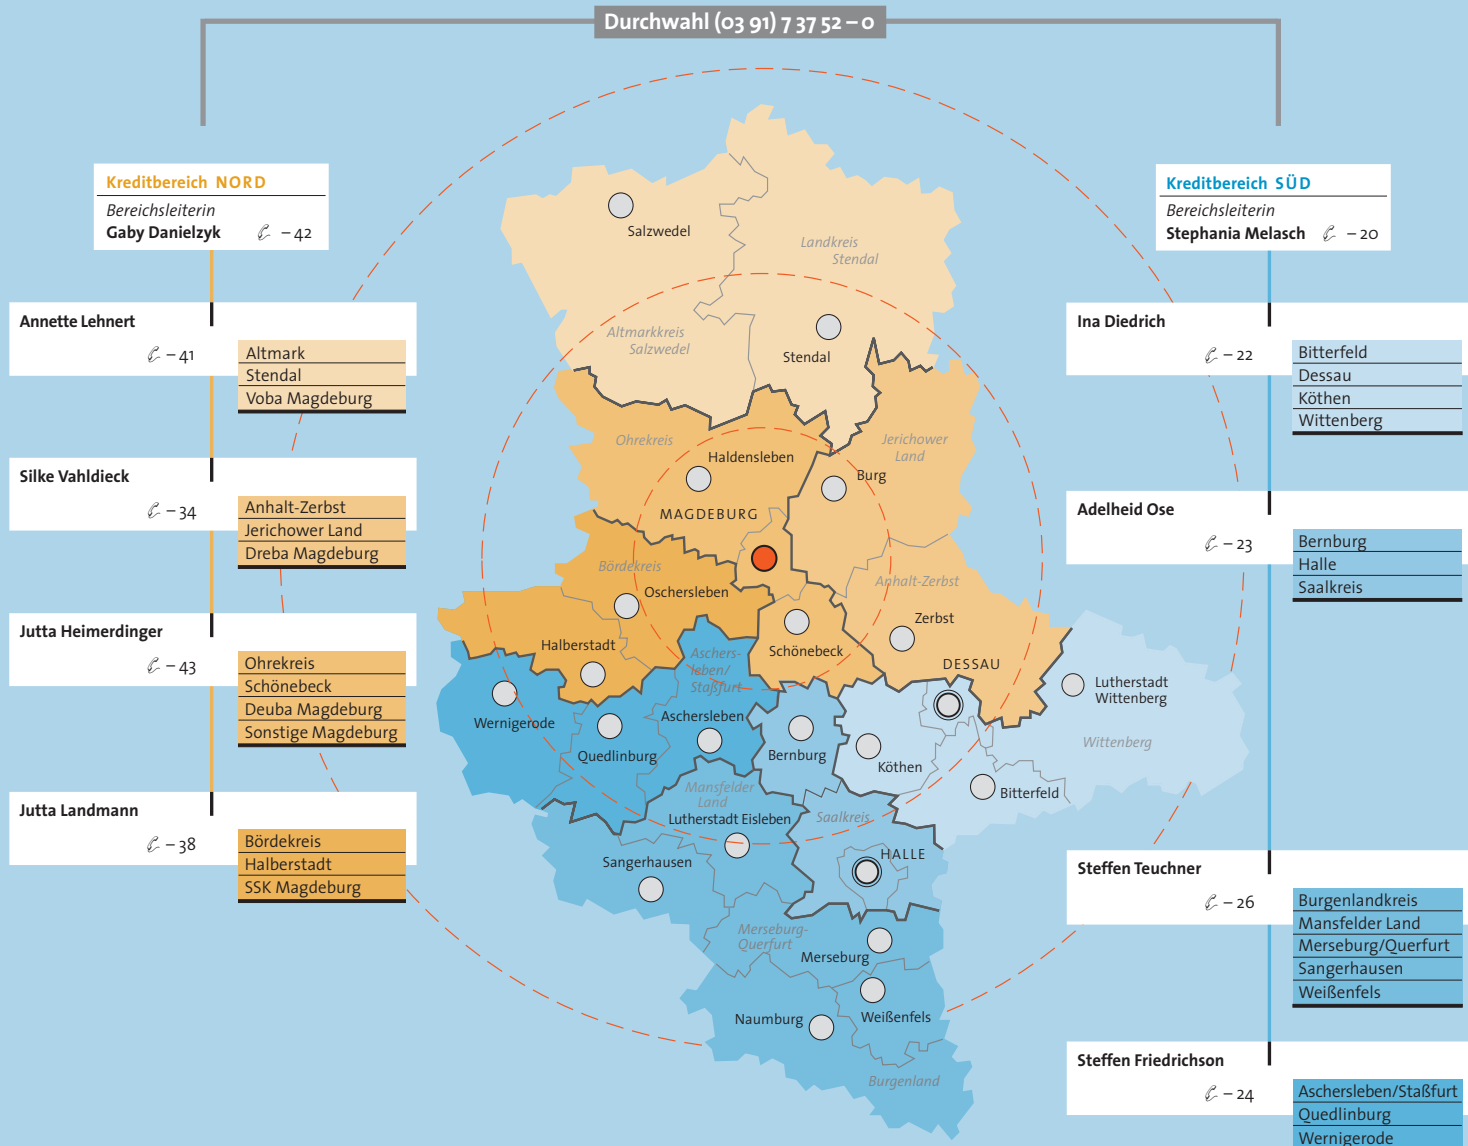 Durchwahl (03 91) 7 37 52 – 0
Kreditbereich NORD
Bereichsleiterin
Gaby Danielzyk – 42
Annette Lehnert
– 41
Altmark
Stendal
Voba Magdeburg
Silke Vahldieck
– 34
Anhalt-Zerbst
Jerichower Land
Dreba Magdeburg
Jutta Heimerdinger
– 43
Ohrekreis
Schönebeck
Deuba Magdeburg
Sonstige Magdeburg
Jutta Landmann
– 38
Bördekreis
Halberstadt
SSK Magdeburg
Salzwedel
Landkreis
Stendal
Altmarkkreis
Salzwedel
Stendal
Ohrekreis
Jerichower
Land
Haldensleben
Burg
MAGDEBURG
Bördekreis
Anhalt-Zerbst
Oschersleben
Zerbst
Halberstadt
Schönebeck
Aschers-
leben/
Staßfurt
DESSAU
Lutherstadt
Wittenberg
Wernigerode
Aschersleben
Quedlinburg
Bernburg
Köthen
Wittenberg
Bitterfeld
Mansfelder
Land
Lutherstadt Eisleben
Saalkreis
Sangerhausen
HALLE
Merseburg-
Querfurt
Merseburg
Naumburg
Weißenfels
Burgenland
Kreditbereich SÜD
Bereichsleiterin
Stephania Melasch – 20
Ina Diedrich
– 22
Bitterfeld
Dessau
Köthen
Wittenberg
Adelheid Ose
– 23
Bernburg
Halle
Saalkreis
Steffen Teuchner
– 26
Burgenlandkreis
Mansfelder Land
Merseburg/Querfurt
Sangerhausen
Weißenfels
Steffen Friedrichson
– 24
Aschersleben/Staßfurt
Quedlinburg
Wernigerode